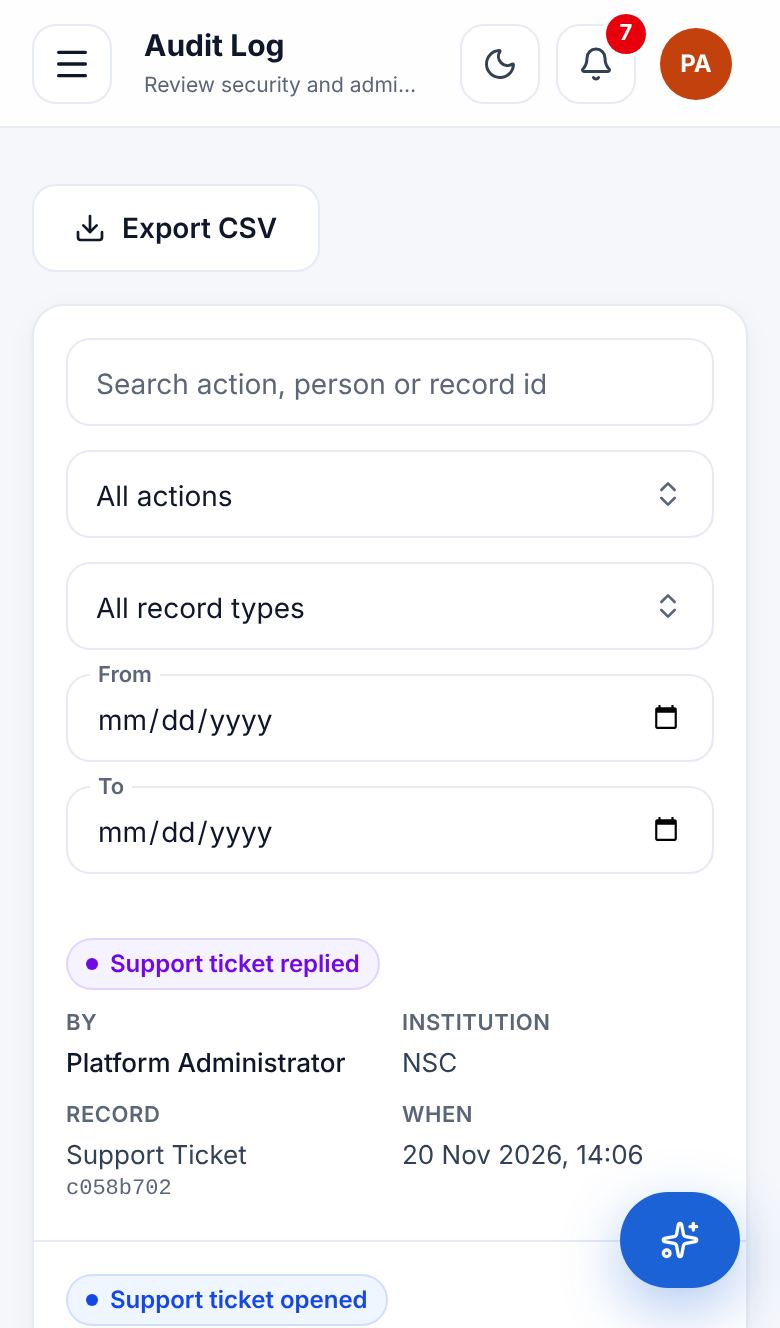 Audit Log
Review security and admi...
7
PA
Export CSV
Search action, person or record id
All actions
All record types
From
mm/dd/yyyy
To
mm/dd/yyyy
Support ticket replied
BY
INSTITUTION
Platform Administrator
NSC
RECORD
WHEN
Support Ticket
20 Nov 2026, 14:06
c058b702
Support ticket opened